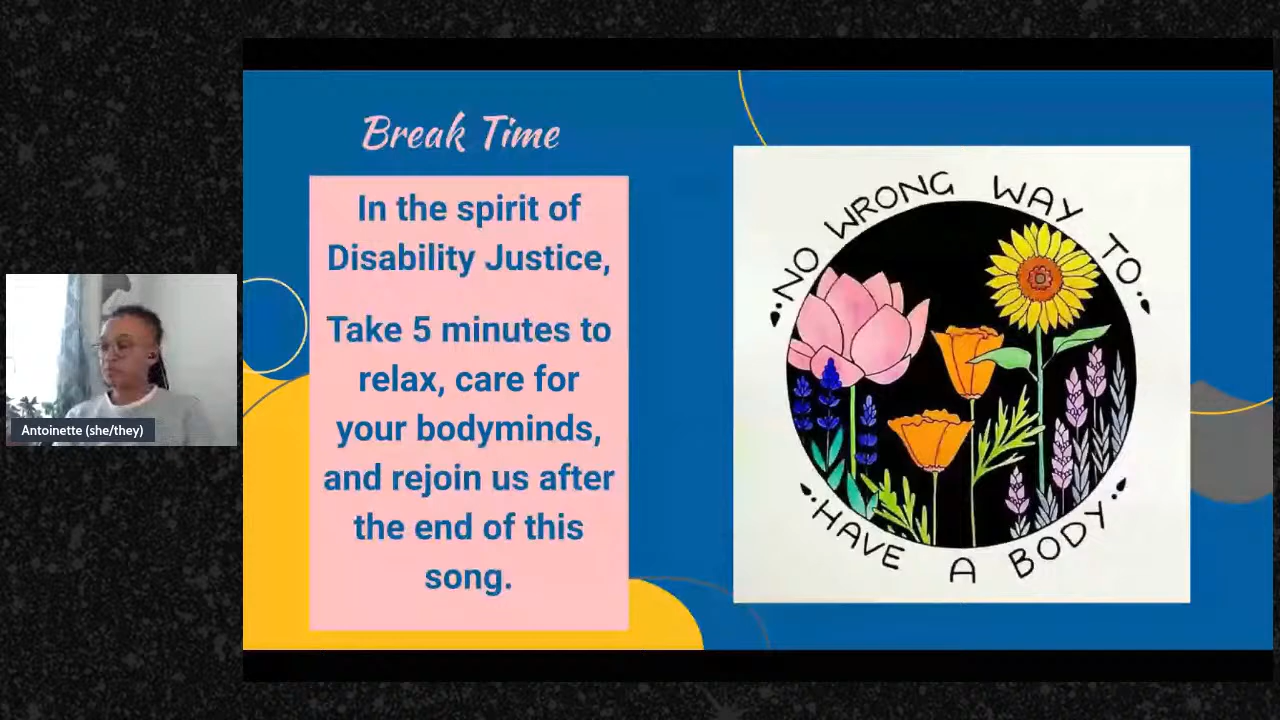 Break Time
In the spirit of
Disability Justice,
Take 5 minutes to
relax, care for
your bodyminds,
and rejoin us after
the end of this
song.
NO WRONG WAY TO
HAVE A BODY
Antoinette (she/they)